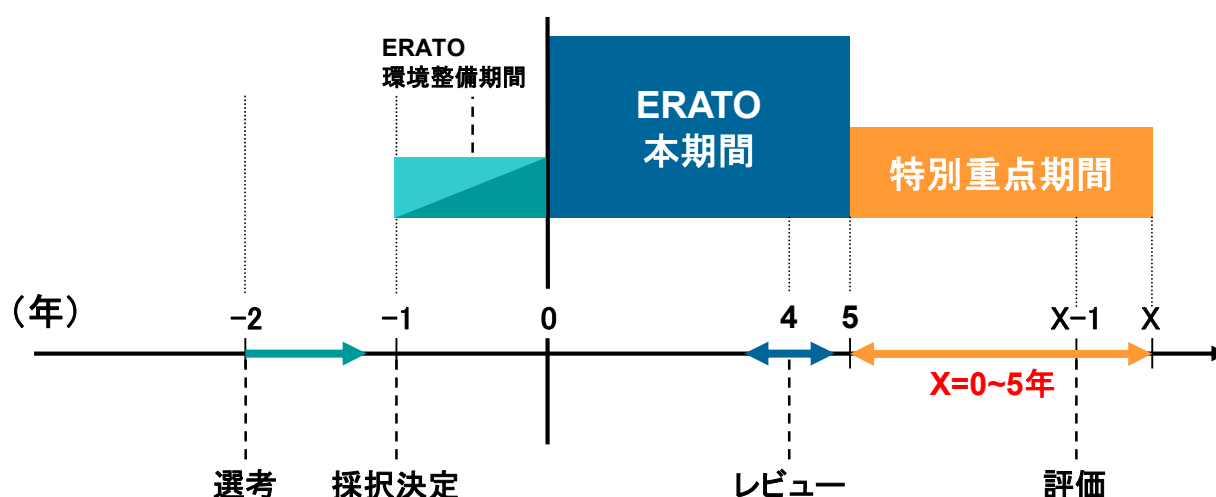 ERATO
環境整備期間
ERATO
本期間
特別重点期間
(年)
-2
-1
0
4
5
X-1
X
X=0~5年
選考
採択決定
レビュー
評価